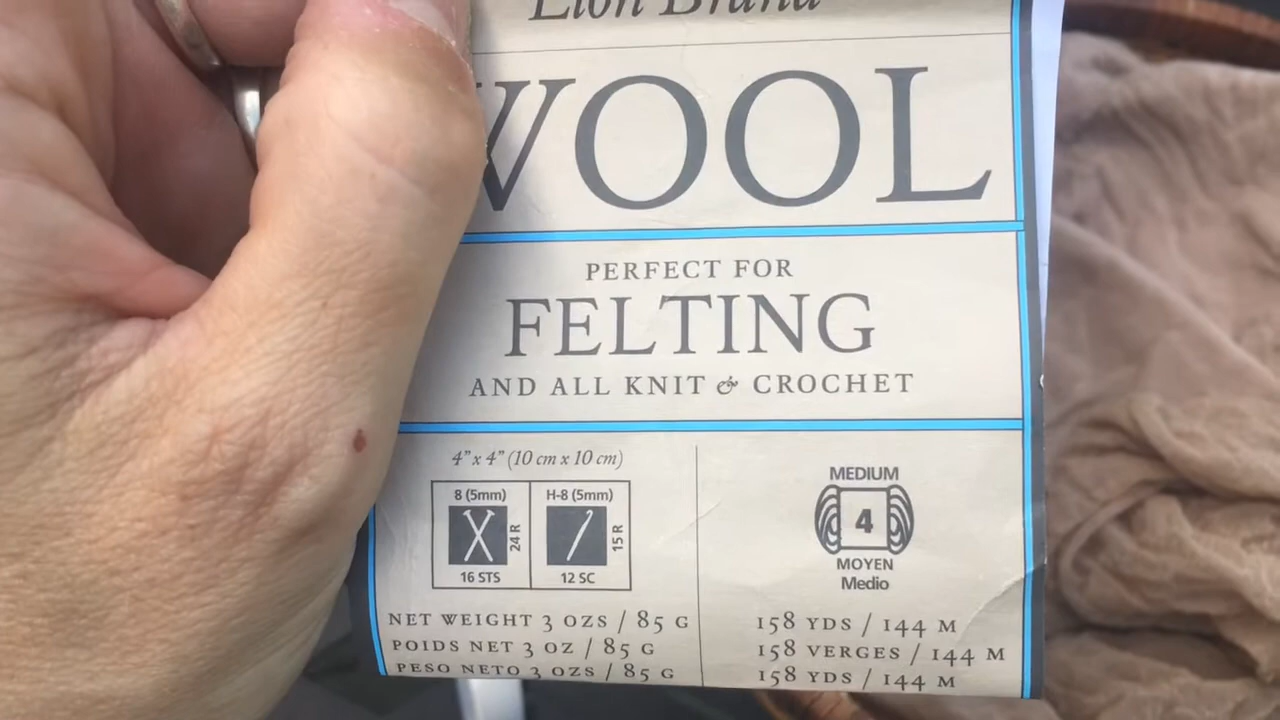 Lion Brand
WOOL
PERFECT FOR
FELTING
AND ALL KNIT & CROCHET
4” x 4” (10 cm x 10 cm)
8 (5mm)
24 R
16 STS
H-8 (5mm)
15 R
12 SC
MEDIUM
4
MOYEN
Medio
NET WEIGHT 3 OZS / 85 G
POIDS NET 3 OZ / 85 G
PESO NETO 3 OZS / 85 G
158 YDS / 144 M
158 VERGES / 144 M
158 YDS / 144 M